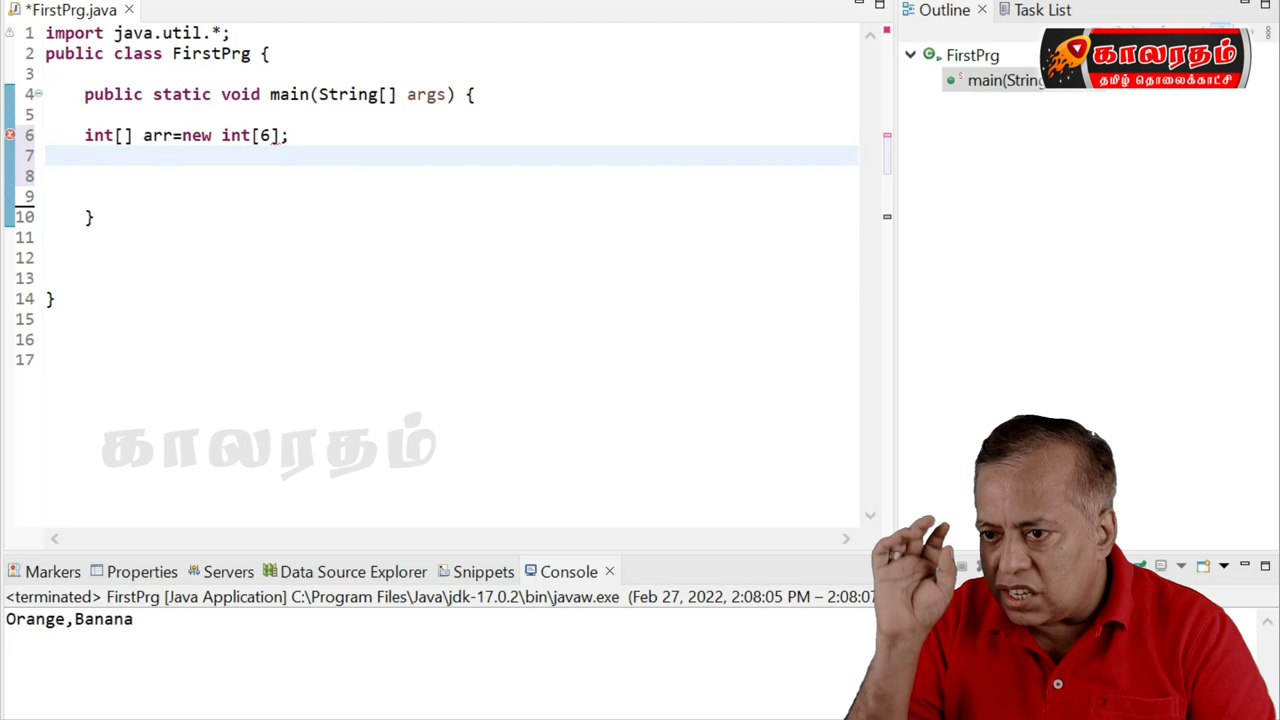 *FirstPrg.java
Outline
Task List
1 import java.util.*;
2 public class FirstPrg {
3
4 public static void main(String[] args) {
5
6 int[] arr=new int[6];
7
8
9
10 }
11
12
13
14 }
15
16
17
FirstPrg
main(String
காலரதம்
தமிழ் தொலைக்காட்சி
காலரதம்
Markers
Properties
Servers
Data Source Explorer
Snippets
Console
<terminated> FirstPrg [Java Application] C:\Program Files\Java\jdk-17.0.2\bin\javaw.exe (Feb 27, 2022, 2:08:05 PM – 2:08:07
Orange,Banana